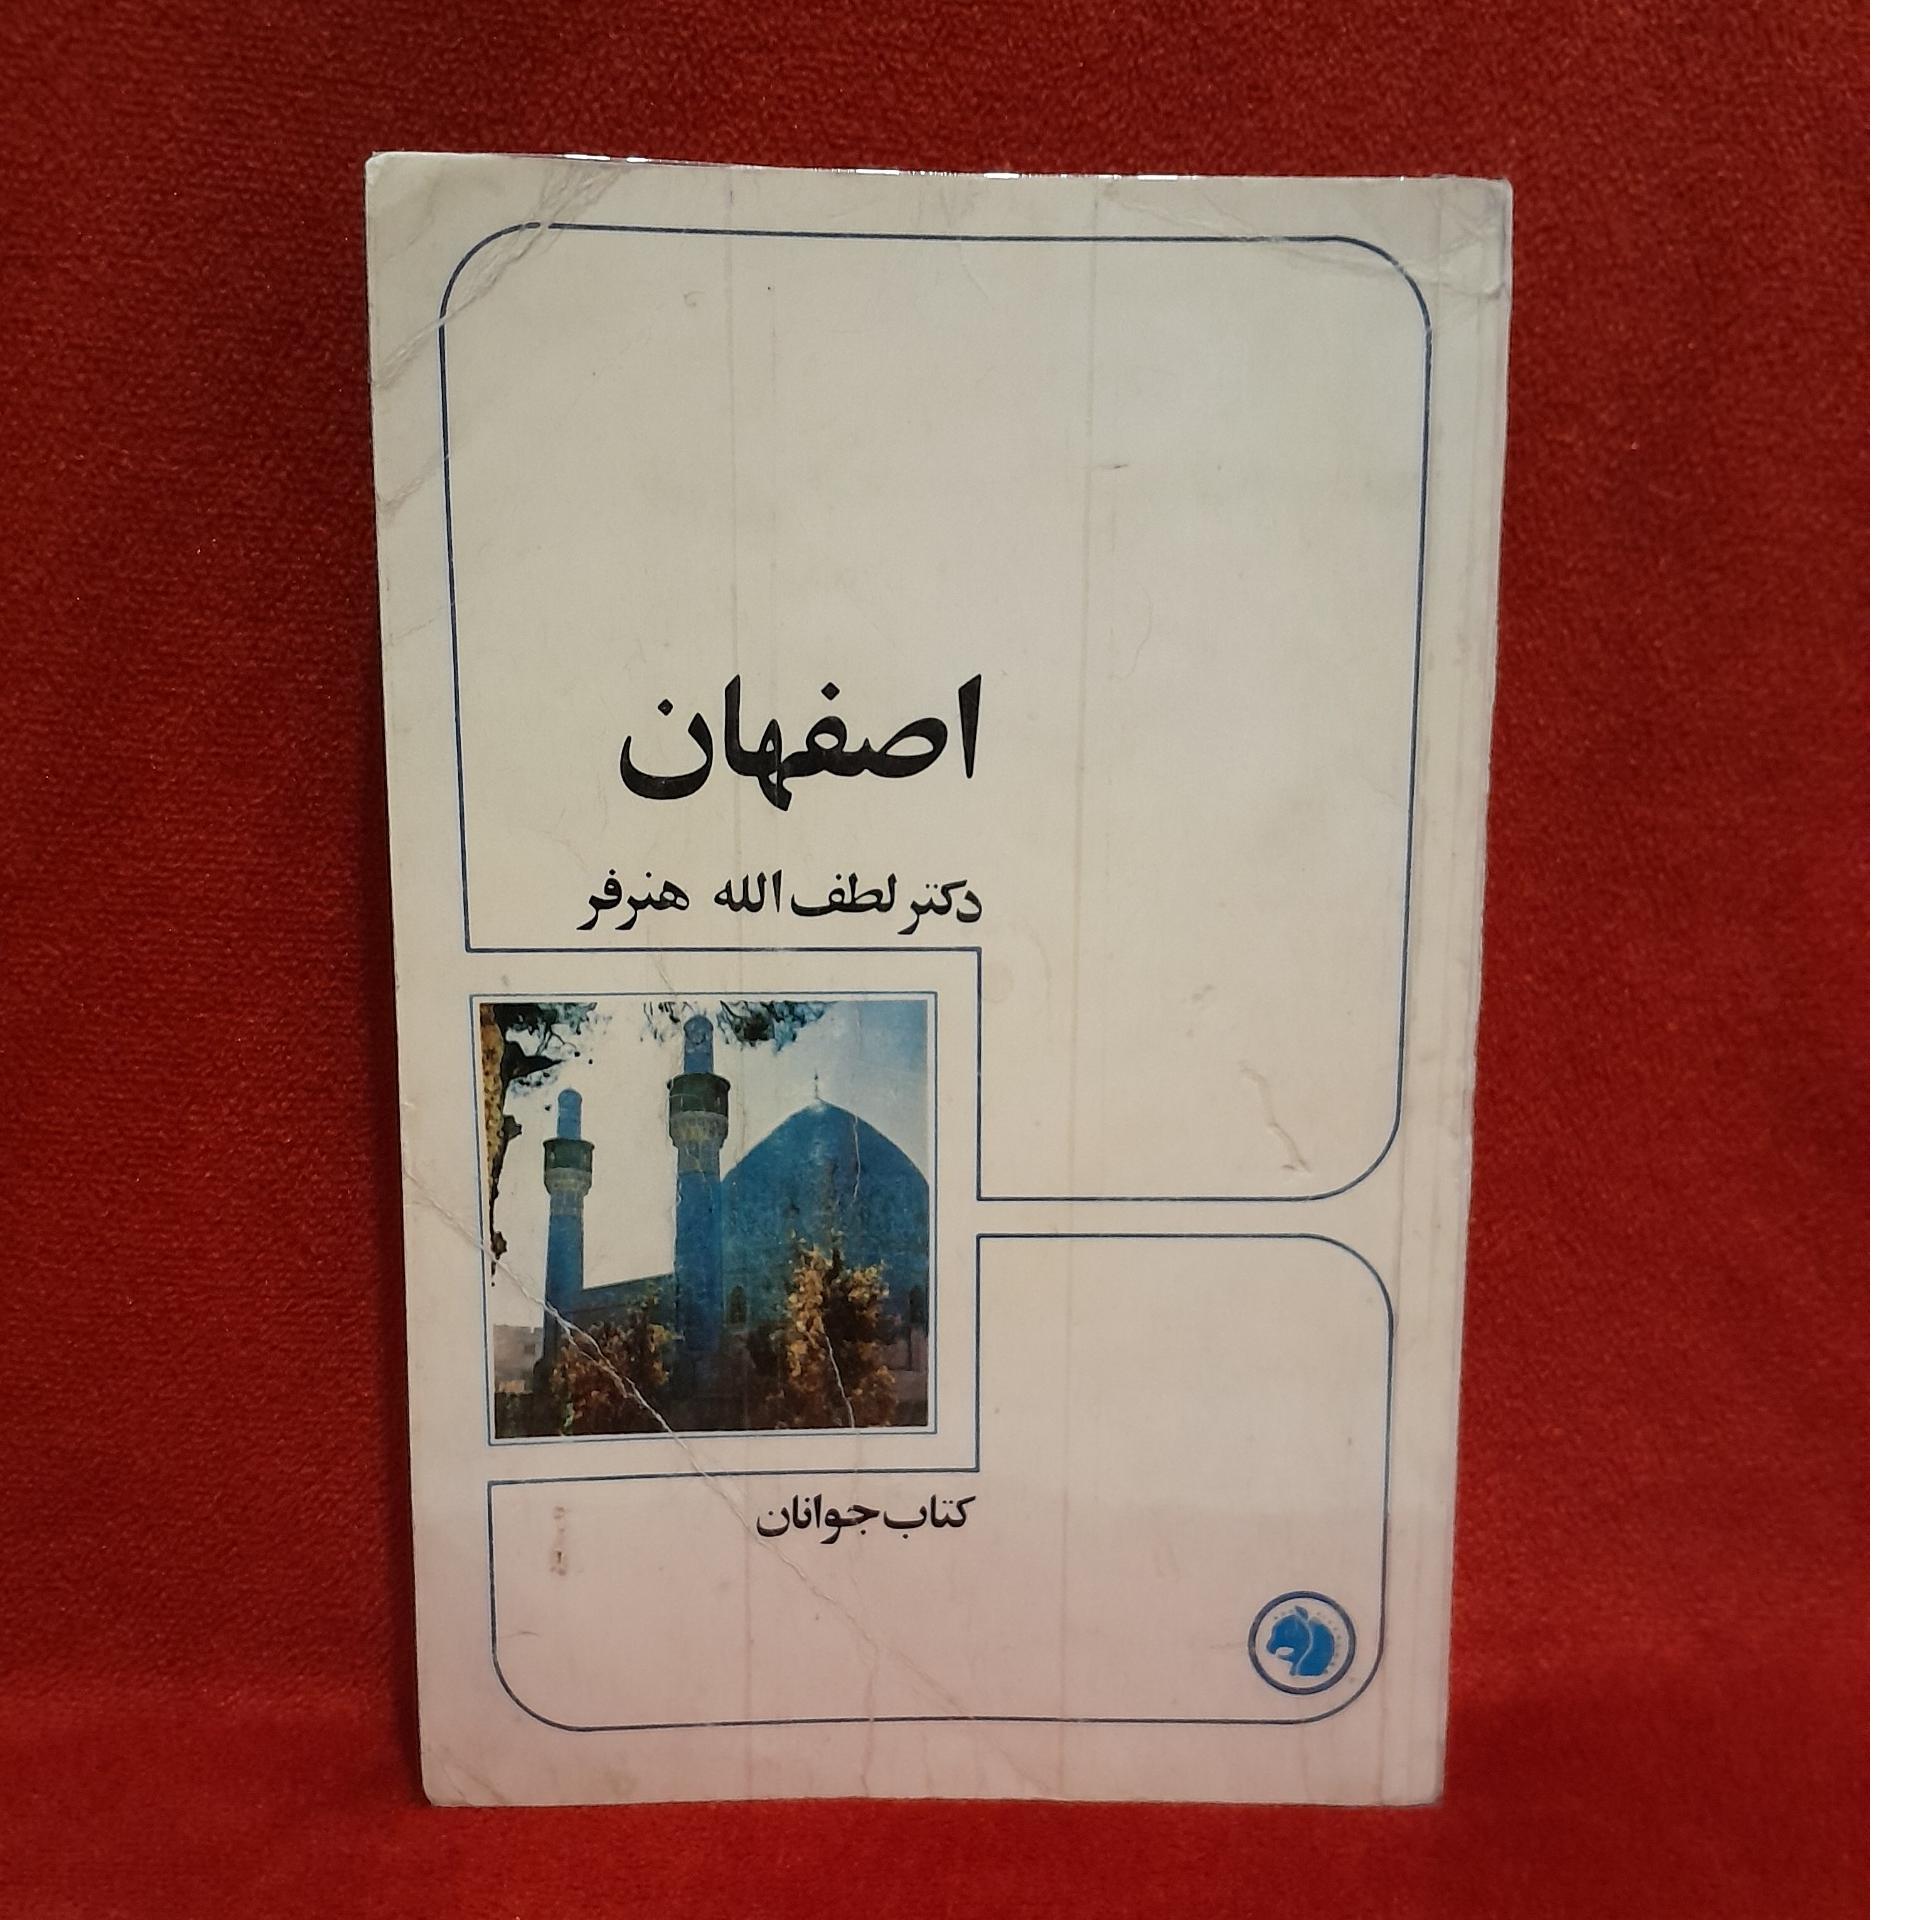 اصفهان
دکتر لطف الله هنرفر
کتاب جوانان